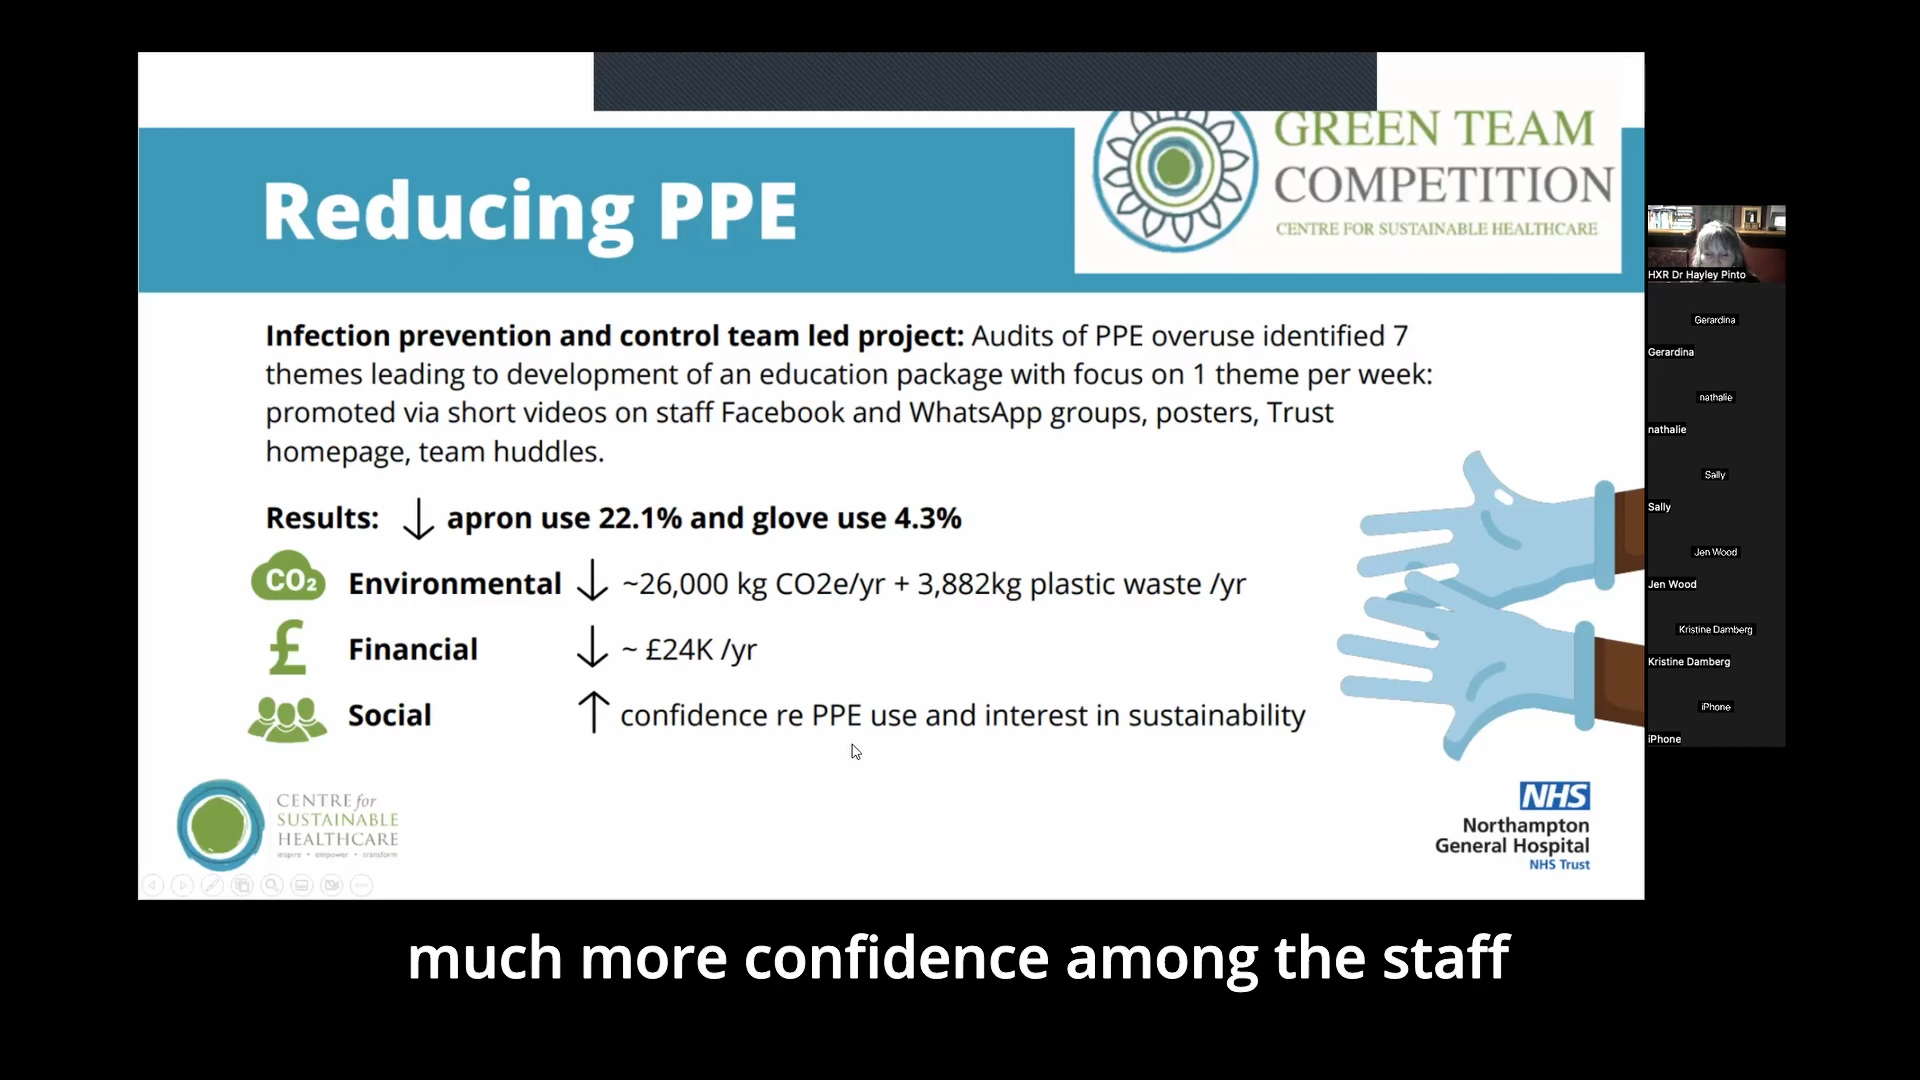 GREEN TEAM
COMPETITION
CENTRE FOR SUSTAINABLE HEALTHCARE
Reducing PPE
Infection prevention and control team led project: Audits of PPE overuse identified 7
themes leading to development of an education package with focus on 1 theme per week:
promoted via short videos on staff Facebook and WhatsApp groups, posters, Trust
homepage, team huddles.
Results: ↓ apron use 22.1% and glove use 4.3%
CO₂ Environmental ↓ ~26,000 kg CO2e/yr + 3,882kg plastic waste /yr
£ Financial ↓ ~ £24K /yr
Social ↑ confidence re PPE use and interest in sustainability
CENTRE for
SUSTAINABLE
HEALTHCARE
inspire • empower • transform
NHS
Northampton
General Hospital
NHS Trust
HXR Dr Hayley Pinto
Gerardina
Gerardina
nathalie
nathalie
Sally
Sally
Jen Wood
Jen Wood
Kristine Damberg
Kristine Damberg
iPhone
iPhone
much more confidence among the staff